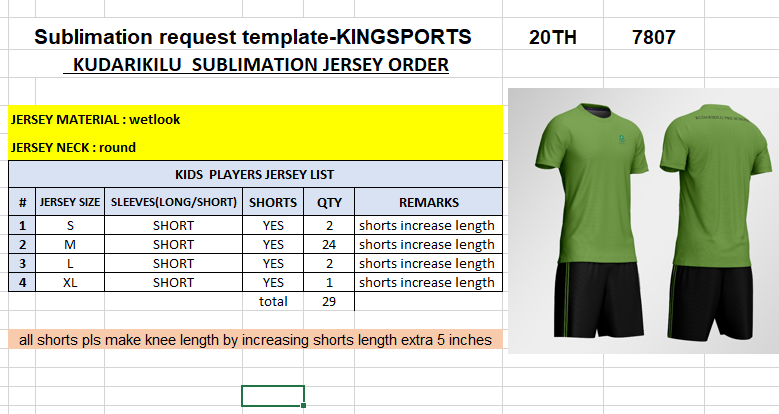 Sublimation request template-KINGSPORTS 20TH 7807
KUDARIKILU SUBLIMATION JERSEY ORDER
JERSEY MATERIAL : wetlook
JERSEY NECK : round
KIDS PLAYERS JERSEY LIST
# JERSEY SIZE SLEEVES(LONG/SHORT) SHORTS QTY REMARKS
1 S SHORT YES 2 shorts increase length
2 M SHORT YES 24 shorts increase length
3 L SHORT YES 2 shorts increase length
4 XL SHORT YES 1 shorts increase length
total 29
all shorts pls make knee length by increasing shorts length extra 5 inches